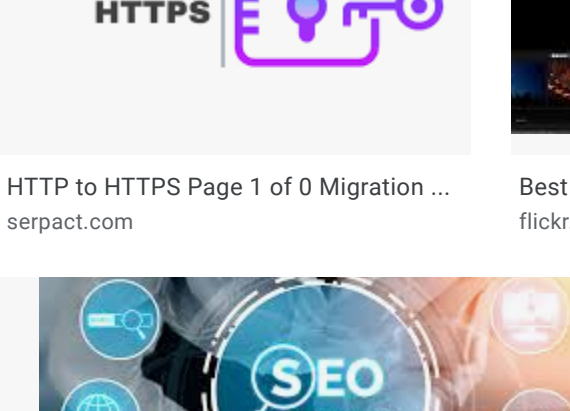 HTTPS
HTTP to HTTPS Page 1 of 0 Migration ...
serpact.com
Best
flickr
SEO